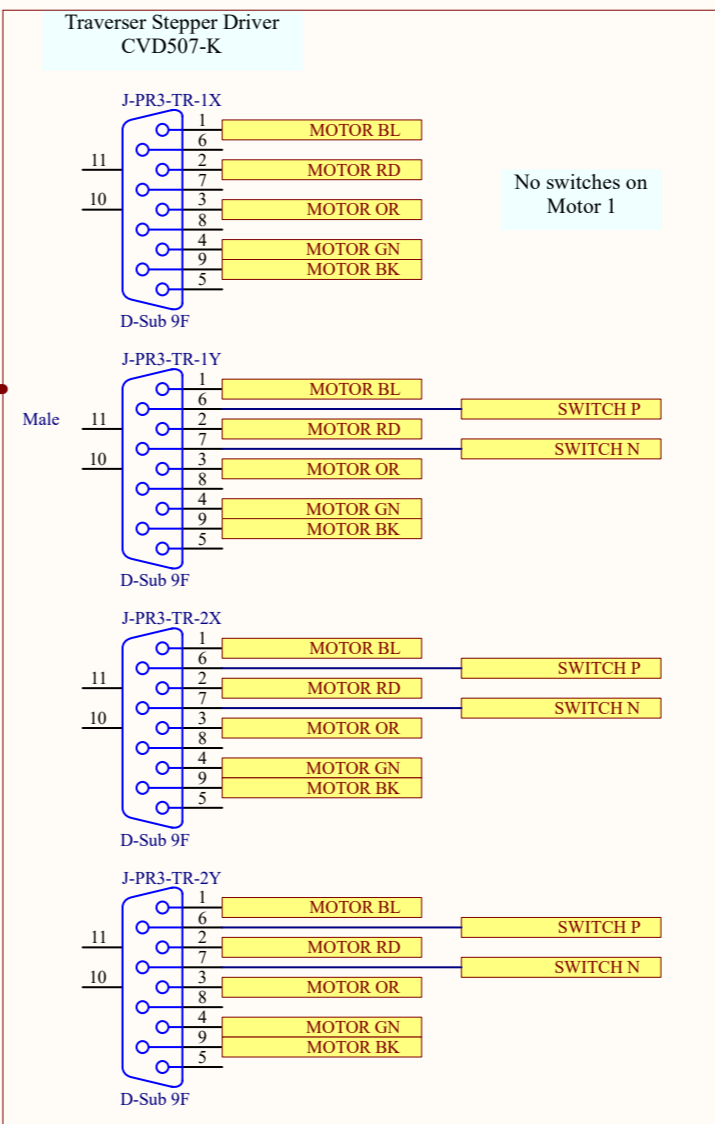 Traverser Stepper Driver
CVD507-K
J-PR3-TR-1X
1 MOTOR BL
6
11 2 MOTOR RD
7
10 3 MOTOR OR
8
4 MOTOR GN
9 MOTOR BK
5
D-Sub 9F
No switches on
Motor 1
J-PR3-TR-1Y
1 MOTOR BL
6 SWITCH P
Male 11 2 MOTOR RD
7 SWITCH N
10 3 MOTOR OR
8
4 MOTOR GN
9 MOTOR BK
5
D-Sub 9F
J-PR3-TR-2X
1 MOTOR BL
6 SWITCH P
11 2 MOTOR RD
7 SWITCH N
10 3 MOTOR OR
8
4 MOTOR GN
9 MOTOR BK
5
D-Sub 9F
J-PR3-TR-2Y
1 MOTOR BL
6 SWITCH P
11 2 MOTOR RD
7 SWITCH N
10 3 MOTOR OR
8
4 MOTOR GN
9 MOTOR BK
5
D-Sub 9F